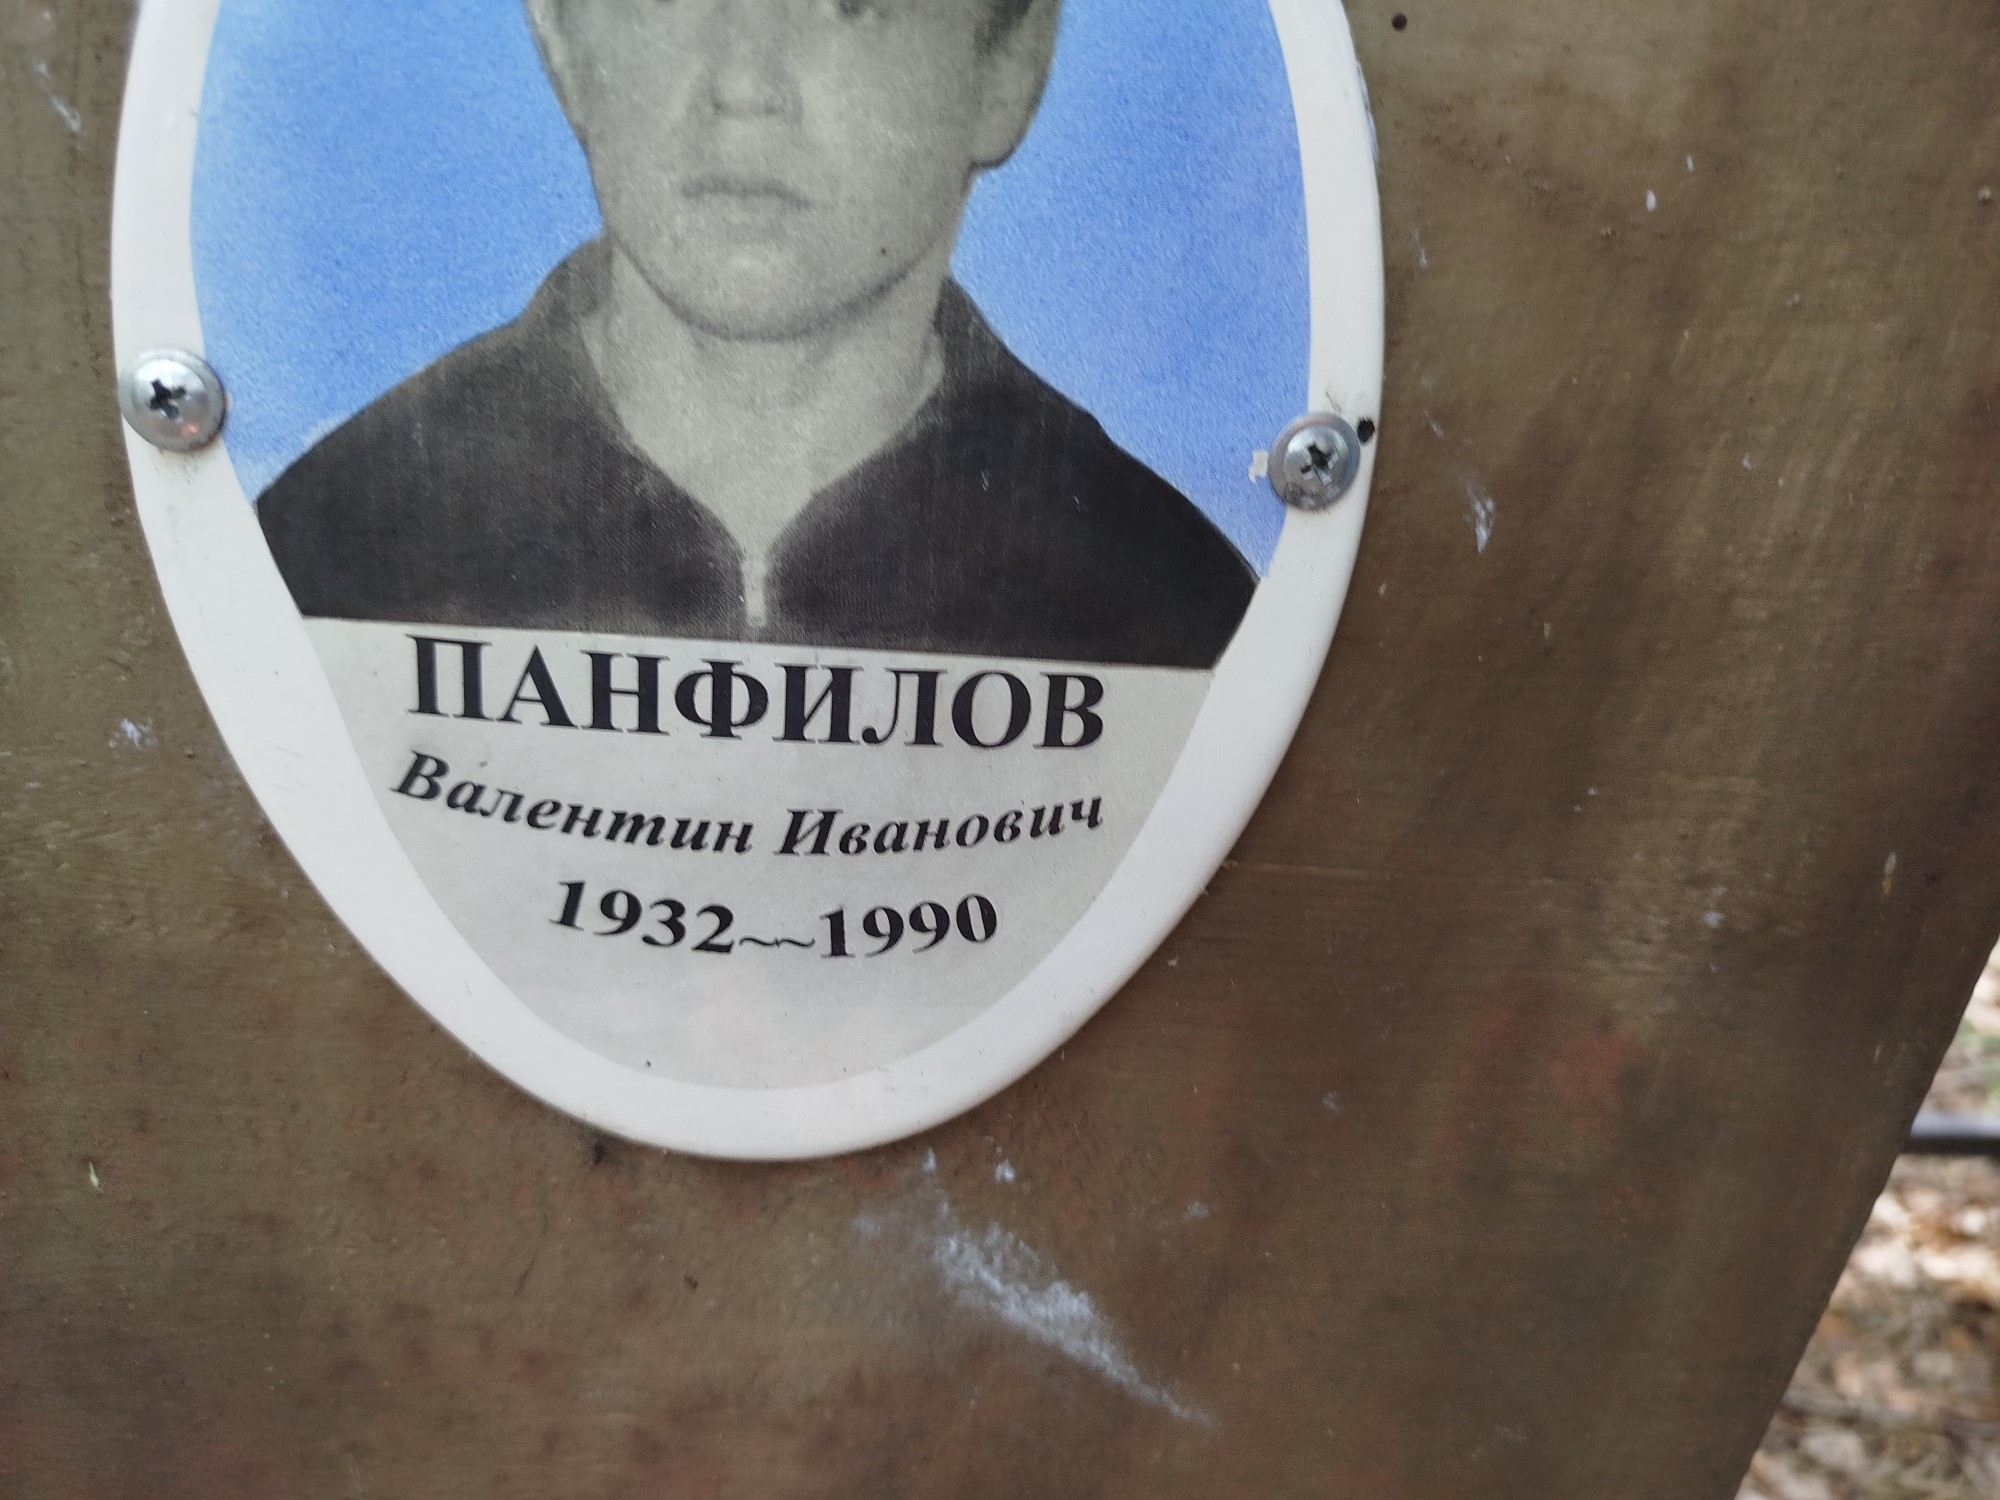 ПАНФИЛОВ
Валентин Иванович
1932~~1990